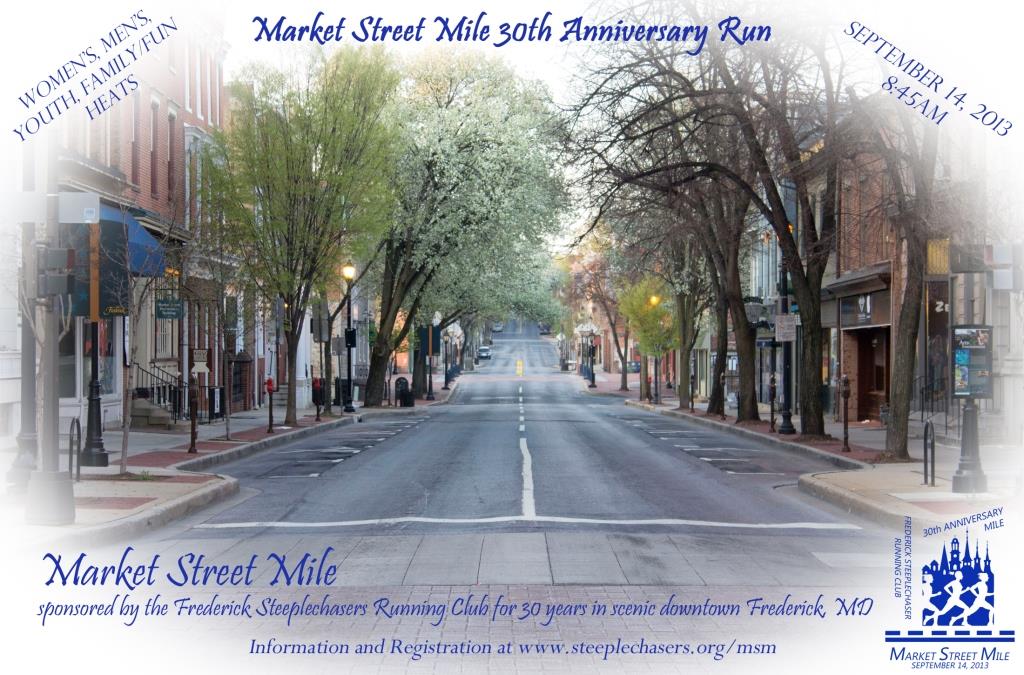 Market Street Mile 30th Anniversary Run
WOMEN'S, MEN'S,
YOUTH, FAMILY/FUN
HEATS
SEPTEMBER 14, 2013
8:45AM
Market Street Mile
sponsored by the Frederick Steeplechasers Running Club for 30 years in scenic downtown Frederick, MD
Information and Registration at www.steeplechasers.org/msm
30th ANNIVERSARY
MILE
FREDERICK STEEPLECHASER
RUNNING CLUB
MARKET STREET MILE
SEPTEMBER 14, 2013